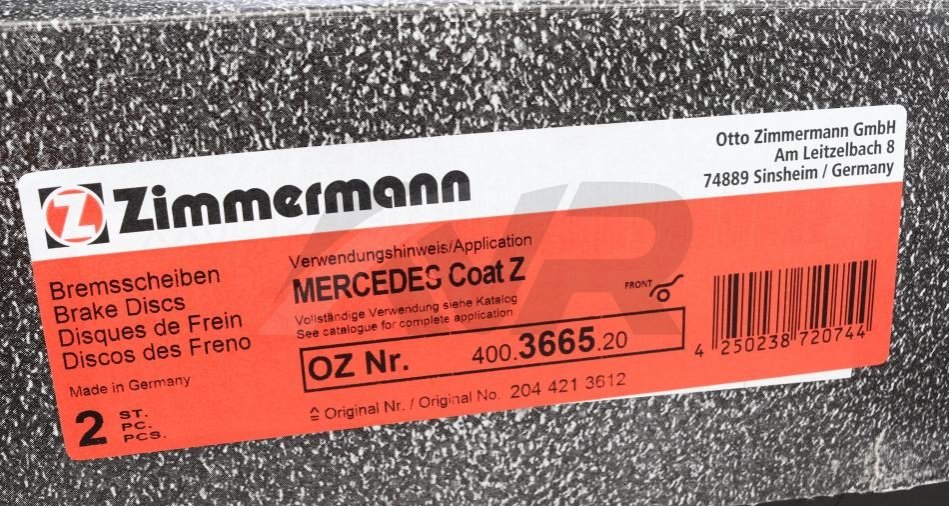 Otto Zimmermann GmbH
Am Leitzelbach 8
74889 Sinsheim / Germany
Z Zimmermann
Bremsscheiben
Brake Discs
Disques de Frein
Discos des Freno
Made in Germany
2 ST.
PC.
PCS.
Verwendungshinweis/Application
MERCEDES Coat Z
Vollständige Verwendung siehe Katalog
See catalogue for complete application
FRONT
OZ Nr. 400.3665.20
≙ Original Nr. / Original No. 204 421 3612
4 250238 720744